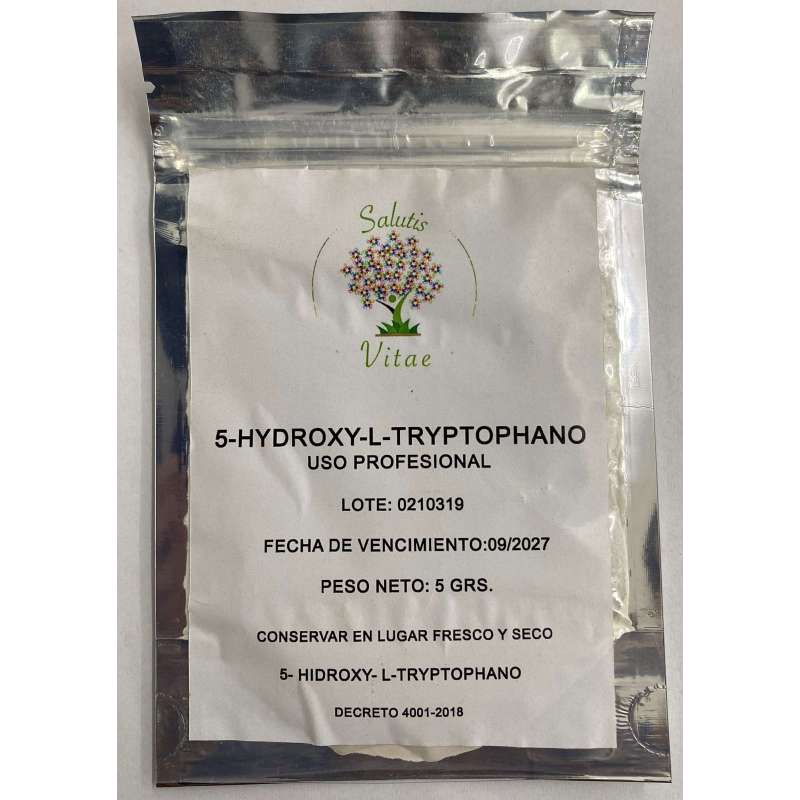 Salutis
Vitae
5-HYDROXY-L-TRYPTOPHANO
USO PROFESIONAL
LOTE: 0210319
FECHA DE VENCIMIENTO:09/2027
PESO NETO: 5 GRS.
CONSERVAR EN LUGAR FRESCO Y SECO
5- HIDROXY- L-TRYPTOPHANO
DECRETO 4001-2018